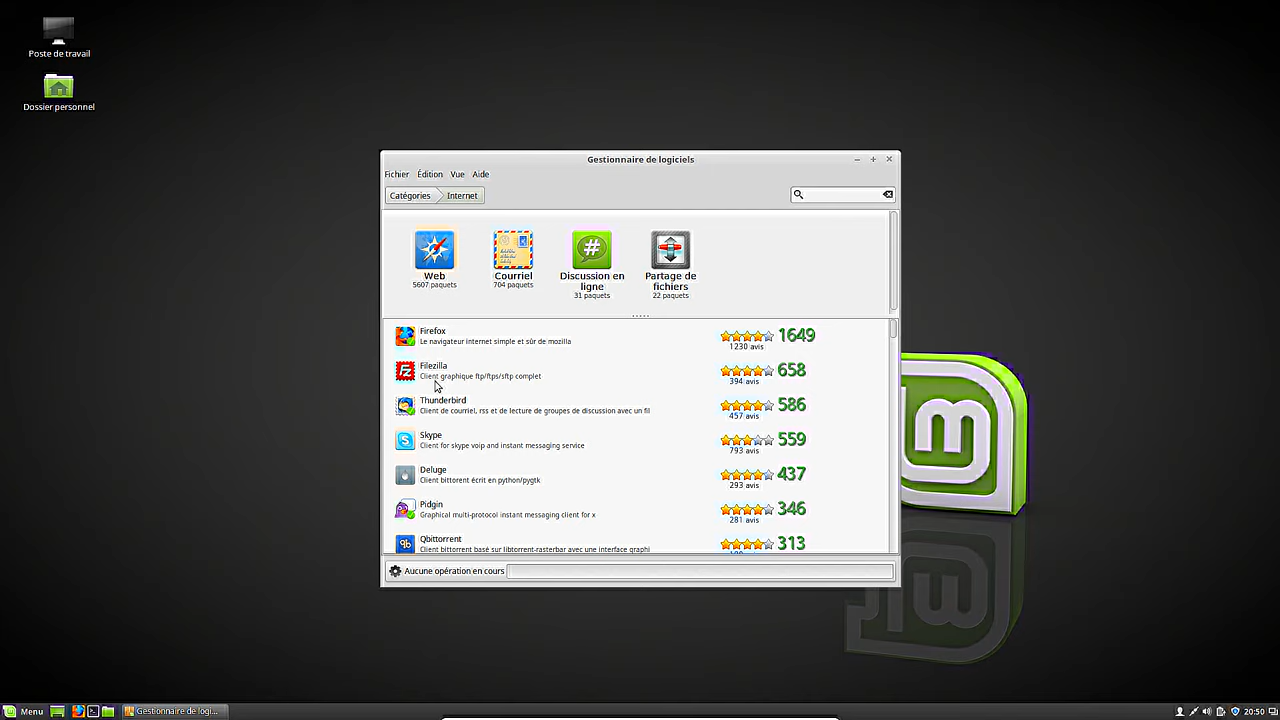 Poste de travail
Dossier personnel
Gestionnaire de logiciels
Fichier Édition Vue Aide
Catégories Internet
Web
5607 paquets
Courriel
704 paquets
Discussion en
ligne
31 paquets
Partage de
fichiers
22 paquets
Firefox
Le navigateur internet simple et sûr de mozilla
1649
1230 avis
Filezilla
Client graphique ftp/ftps/sftp complet
658
394 avis
Thunderbird
Client de courriel, rss et de lecture de groupes de discussion avec un fil
586
457 avis
Skype
Client for skype voip and instant messaging service
559
793 avis
Deluge
Client bittorent écrit en python/pygtk
437
293 avis
Pidgin
Graphical multi-protocol instant messaging client for x
346
281 avis
Qbittorrent
Client bittorrent basé sur libtorrent-rasterbar avec une interface graphi
313
Aucune opération en cours
Menu
Gestionnaire de logi...
20:50